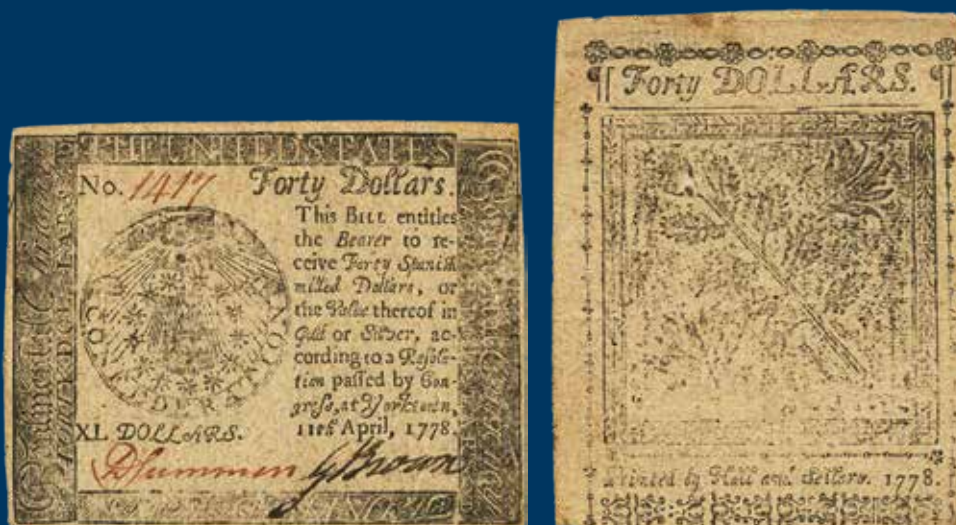 THE UNITED STATES
No. 1417 Forty Dollars.
This BILL entitles
the Bearer to re-
ceive Forty Spanish
milled Dollars, or
the Value thereof in
Gold or Silver, ac-
cording to a Resolu-
tion paſſed by Con-
greſs, at Yorktown,
11th April, 1778.
CONFEDERATION
XL DOLLARS.
G Brown
Forty DOLLARS.
Printed by Hall and Sellers. 1778.